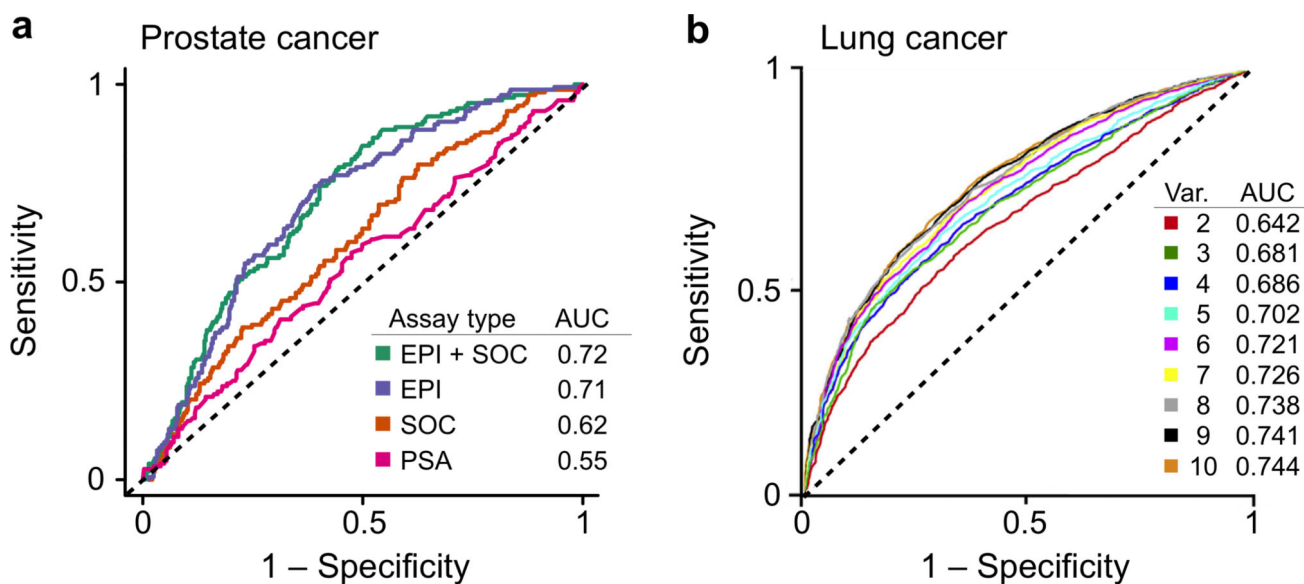 a
Prostate cancer
Sensitivity
1
0.5
0
0
0.5
1
1 – Specificity
Assay type AUC
EPI + SOC 0.72
EPI 0.71
SOC 0.62
PSA 0.55
b
Lung cancer
Sensitivity
1
0.5
0
0
0.5
1
1 – Specificity
Var. AUC
2 0.642
3 0.681
4 0.686
5 0.702
6 0.721
7 0.726
8 0.738
9 0.741
10 0.744